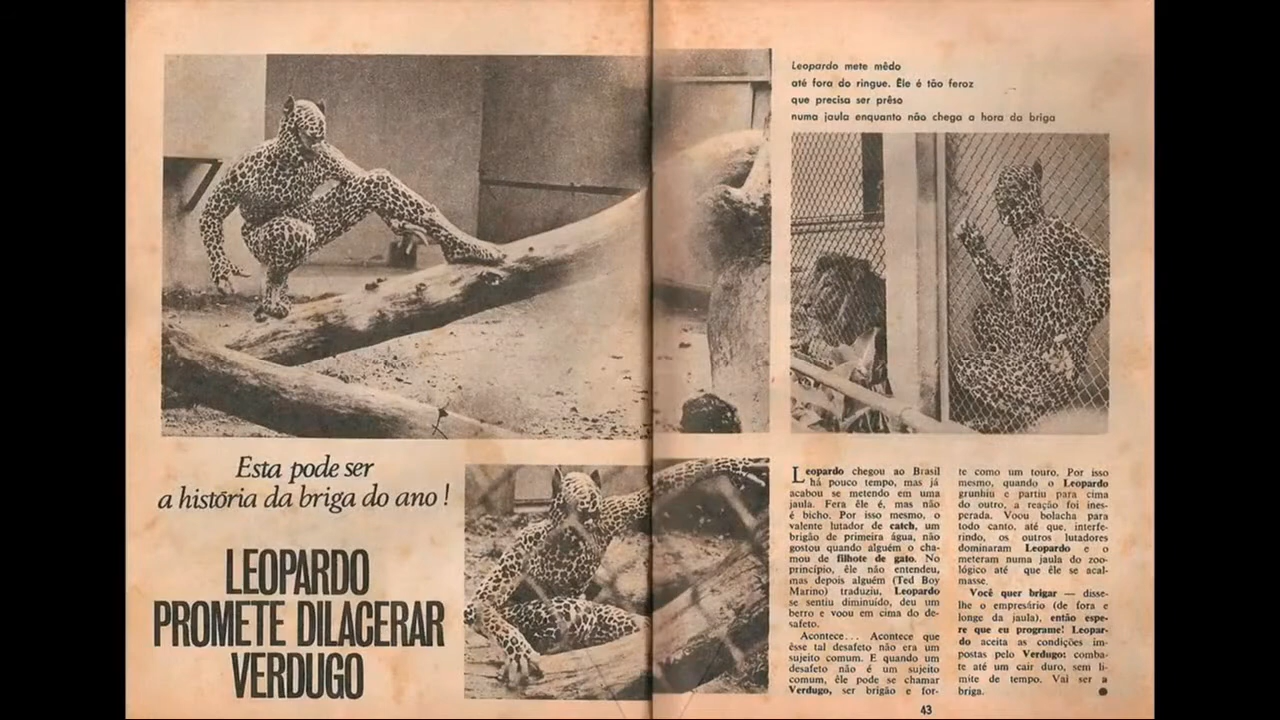 Esta pode ser
a história da briga do ano !
LEOPARDO
PROMETE DILACERAR
VERDUGO
Leopardo mete mêdo
até fora do ringue. Êle é tão feroz
que precisa ser prêso
numa jaula enquanto não chega a hora da briga
Leopardo chegou ao Brasil
há pouco tempo, mas já
acabou se metendo em uma
jaula. Fera êle é, mas não
é bicho. Por isso mesmo, o
valente lutador de catch, um
brigão de primeira água, não
gostou quando alguém o cha-
mou de filhote de gato. No
princípio, êle não entendeu,
mas depois alguém (Ted Boy
Marino) traduziu, Leopardo
se sentiu diminuído, deu um
berro e voou em cima do de-
safeto.
Acontece... Acontece que
êsse tal desafeto não era um
sujeito comum. E quando um
desafeto não é um sujeito
comum, êle pode se chamar
Verdugo, ser brigão e for-
te como um touro. Por isso
mesmo, quando o Leopardo
grunhiu e partiu para cima
do outro, a reação foi ines-
perada. Voou bolacha para
todo canto, até que, interfe-
rindo, os outros lutadores
dominaram Leopardo e o
meteram numa jaula do zoo-
lógico até que êle se acal-
masse.
Você quer brigar — disse-
lhe o empresário (de fora e
longe da jaula), então espe-
re que eu programe! Leopar-
do aceita as condições im-
postas pelo Verdugo: comba-
te até um cair duro, sem li-
mite de tempo. Vai ser a
briga.
43